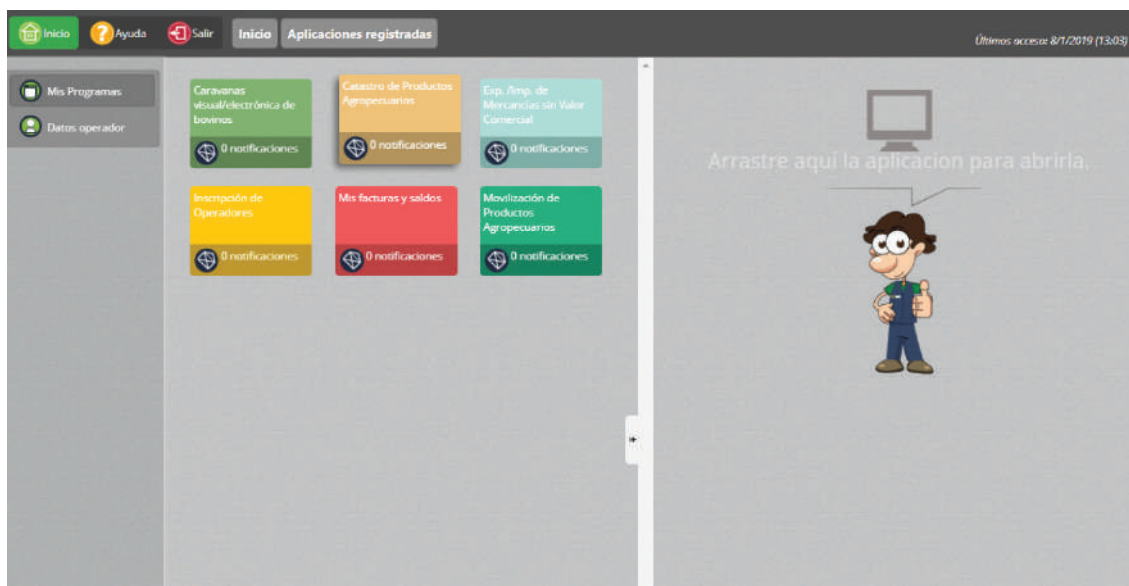 Inicio
Ayuda
Salir
Inicio
Aplicaciones registradas
Últimos acceso: 8/1/2019 (13:03)
Mis Programas
Datos operador
Caravanas
visual/electrónica de
bovinos
0 notificaciones
Catastro de Productos
Agropecuarios
0 notificaciones
Exp. /Imp. de
Mercancías sin Valor
Comercial
0 notificaciones
Inscripción de
Operadores
0 notificaciones
Mis facturas y saldos
0 notificaciones
Movilización de
Productos
Agropecuarios
0 notificaciones
Arrastre aquí la aplicacion para abrirla.